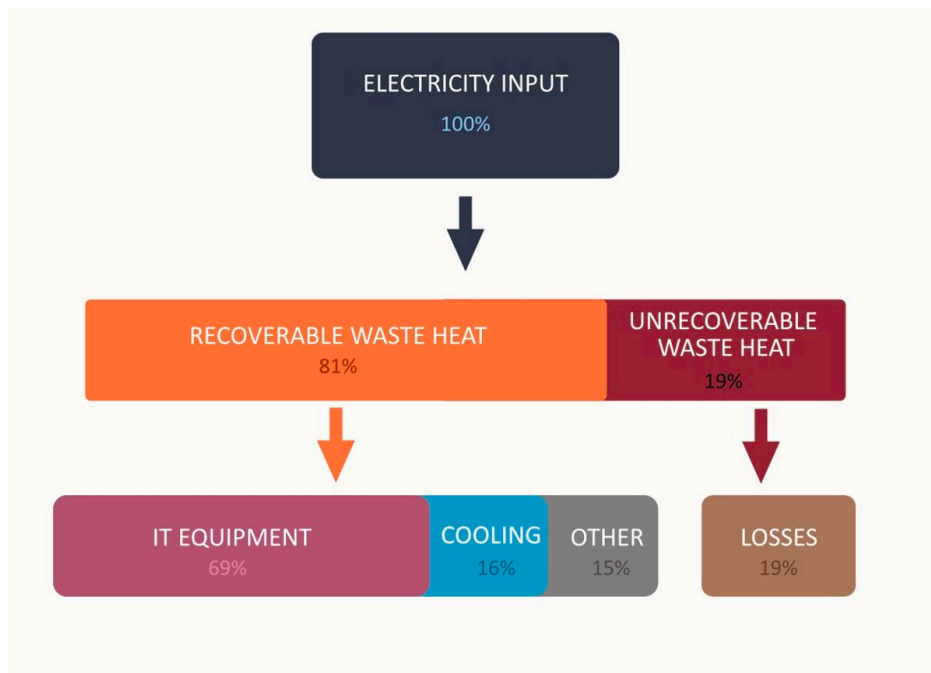 ELECTRICITY INPUT
100%
RECOVERABLE WASTE HEAT
81%
UNRECOVERABLE
WASTE HEAT
19%
IT EQUIPMENT
69%
COOLING
16%
OTHER
15%
LOSSES
19%